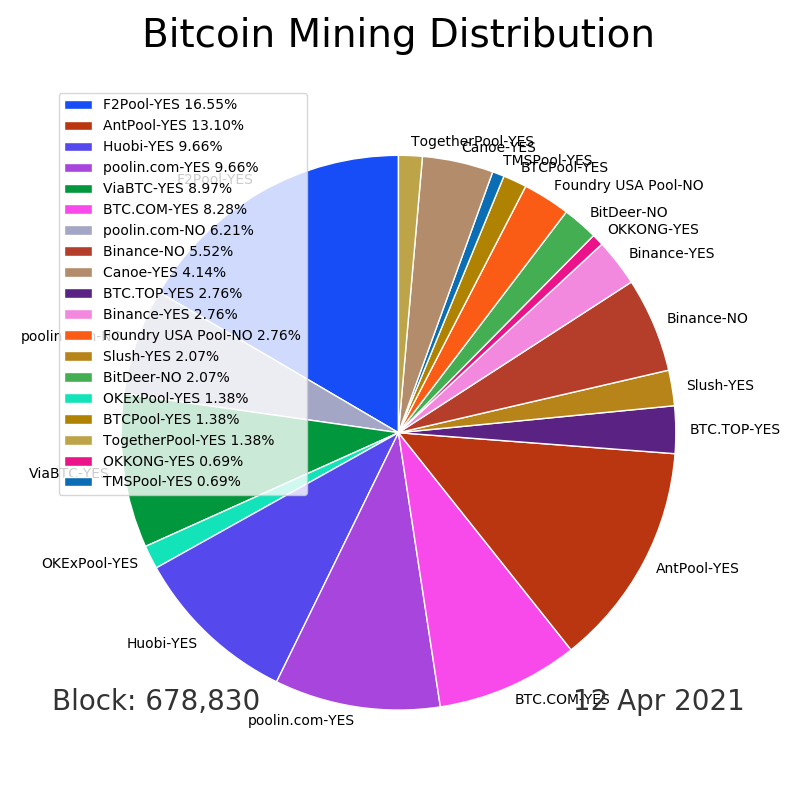 Bitcoin Mining Distribution
F2Pool-YES 16.55%
AntPool-YES 13.10%
Huobi-YES 9.66%
poolin.com-YES 9.66%
ViaBTC-YES 8.97%
BTC.COM-YES 8.28%
poolin.com-NO 6.21%
Binance-NO 5.52%
Canoe-YES 4.14%
BTC.TOP-YES 2.76%
Binance-YES 2.76%
Foundry USA Pool-NO 2.76%
Slush-YES 2.07%
BitDeer-NO 2.07%
OKExPool-YES 1.38%
BTCPool-YES 1.38%
TogetherPool-YES 1.38%
OKKONG-YES 0.69%
TMSPool-YES 0.69%
TogetherPool-YES
Canoe-YES
TMSPool-YES
BTCPool-YES
Foundry USA Pool-NO
BitDeer-NO
OKKONG-YES
Binance-YES
Binance-NO
Slush-YES
BTC.TOP-YES
AntPool-YES
BTC.COM-YES
poolin.com-YES
Huobi-YES
OKExPool-YES
ViaBTC-YES
F2Pool-YES
Block: 678,830
12 Apr 2021